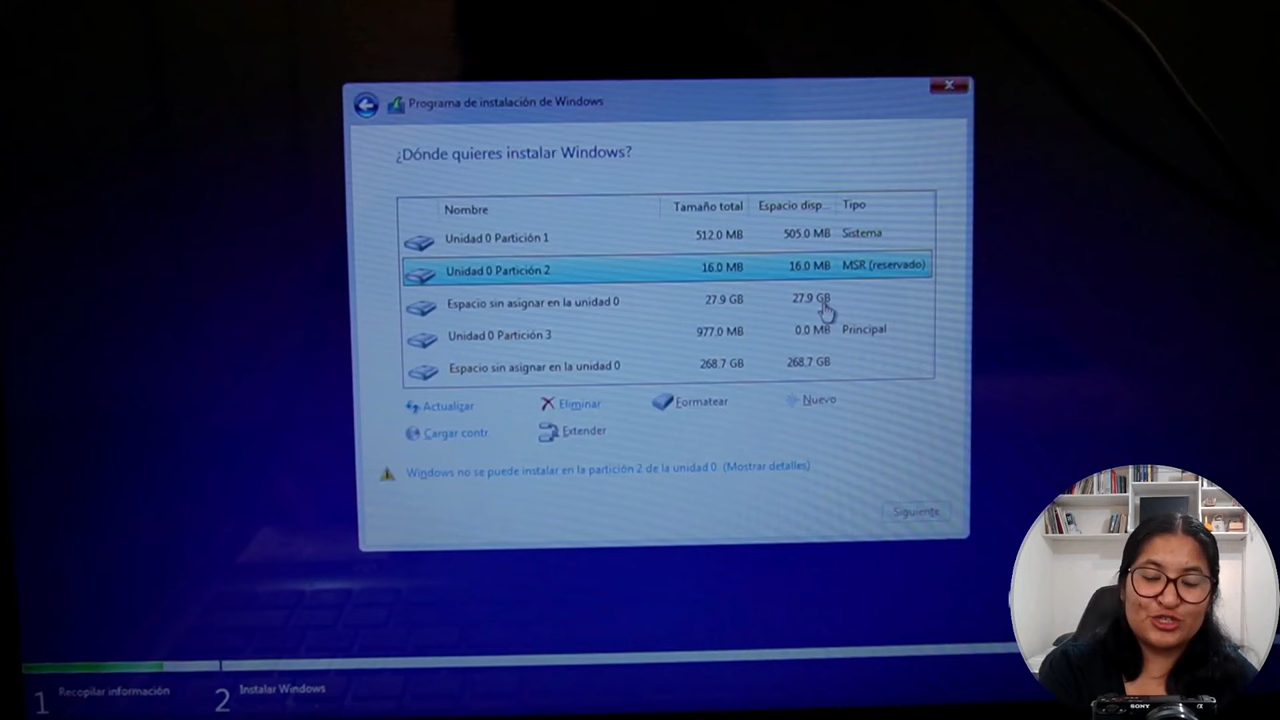 Programa de instalación de Windows
¿Dónde quieres instalar Windows?
Nombre Tamaño total Espacio disp... Tipo
Unidad 0 Partición 1 512.0 MB 505.0 MB Sistema
Unidad 0 Partición 2 16.0 MB 16.0 MB MSR (reservado)
Espacio sin asignar en la unidad 0 27.9 GB 27.9 GB
Unidad 0 Partición 3 977.0 MB 0.0 MB Principal
Espacio sin asignar en la unidad 0 268.7 GB 268.7 GB
Actualizar Eliminar Formatear Nuevo
Cargar contr. Extender
Windows no se puede instalar en la partición 2 de la unidad 0. (Mostrar detalles)
Siguiente
1 Recopilar información 2 Instalar Windows
SONY α